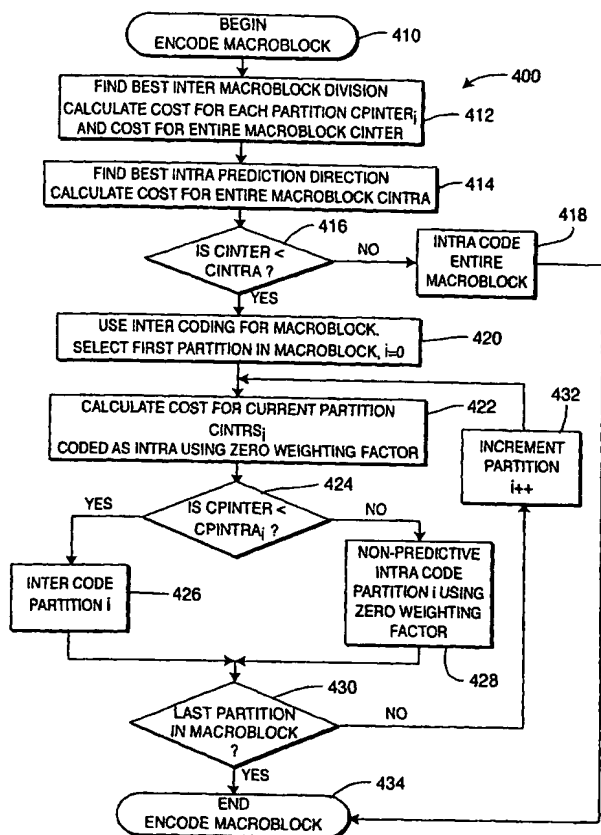 BEGIN
ENCODE MACROBLOCK
410
400
FIND BEST INTER MACROBLOCK DIVISION
CALCULATE COST FOR EACH PARTITION CPINTERi
AND COST FOR ENTIRE MACROBLOCK CINTER
412
FIND BEST INTRA PREDICTION DIRECTION
CALCULATE COST FOR ENTIRE MACROBLOCK CINTRA
414
416
IS CINTER <
CINTRA ?
NO
YES
INTRA CODE
ENTIRE
MACROBLOCK
418
USE INTER CODING FOR MACROBLOCK.
SELECT FIRST PARTITION IN MACROBLOCK, i=0
420
CALCULATE COST FOR CURRENT PARTITION
CINTRSi
CODED AS INTRA USING ZERO WEIGHTING FACTOR
422
432
INCREMENT
PARTITION
i++
424
IS CPINTER <
CPINTRAi ?
YES
NO
INTER CODE
PARTITION i
426
NON-PREDICTIVE
INTRA CODE
PARTITION i USING
ZERO WEIGHTING
FACTOR
428
430
LAST PARTITION
IN MACROBLOCK
?
NO
YES
434
END
ENCODE MACROBLOCK